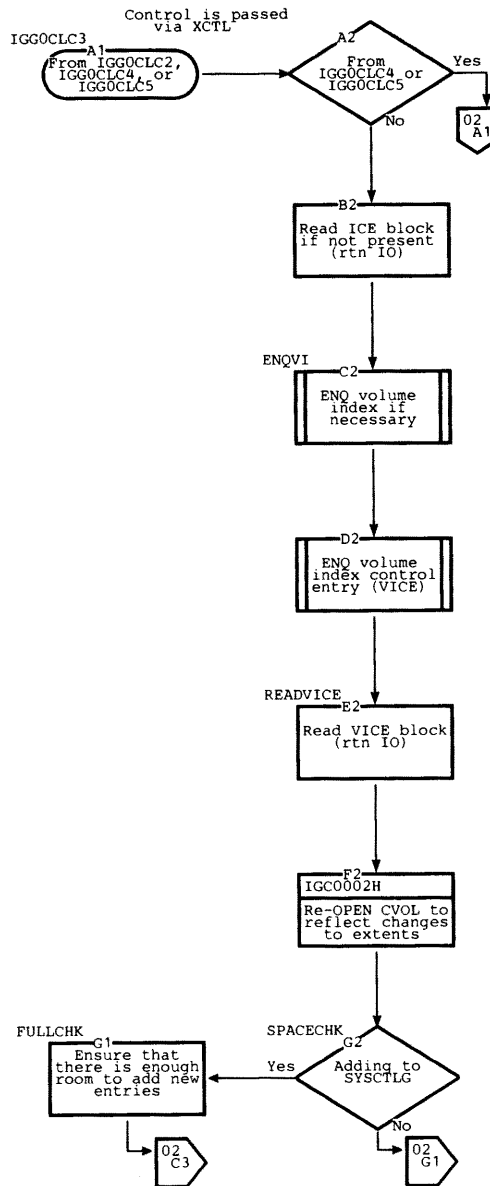 Control is passed
via XCTL
IGG0CLC3
A1
From IGG0CLC2,
IGG0CLC4, or
IGG0CLC5
A2
From
IGG0CLC4 or
IGG0CLC5
Yes
02
A1
No
B2
Read ICE block
if not present
(rtn IO)
ENQVI
C2
ENQ volume
index if
necessary
D2
ENQ volume
index control
entry (VICE)
READVICE
E2
Read VICE block
(rtn IO)
F2
IGC0002H
Re-OPEN CVOL to
reflect changes
to extents
FULLCHK
G1
Ensure that
there is enough
room to add new
entries
SPACECHK
G2
Adding to
SYSCTLG
Yes
No
02
C3
02
G1